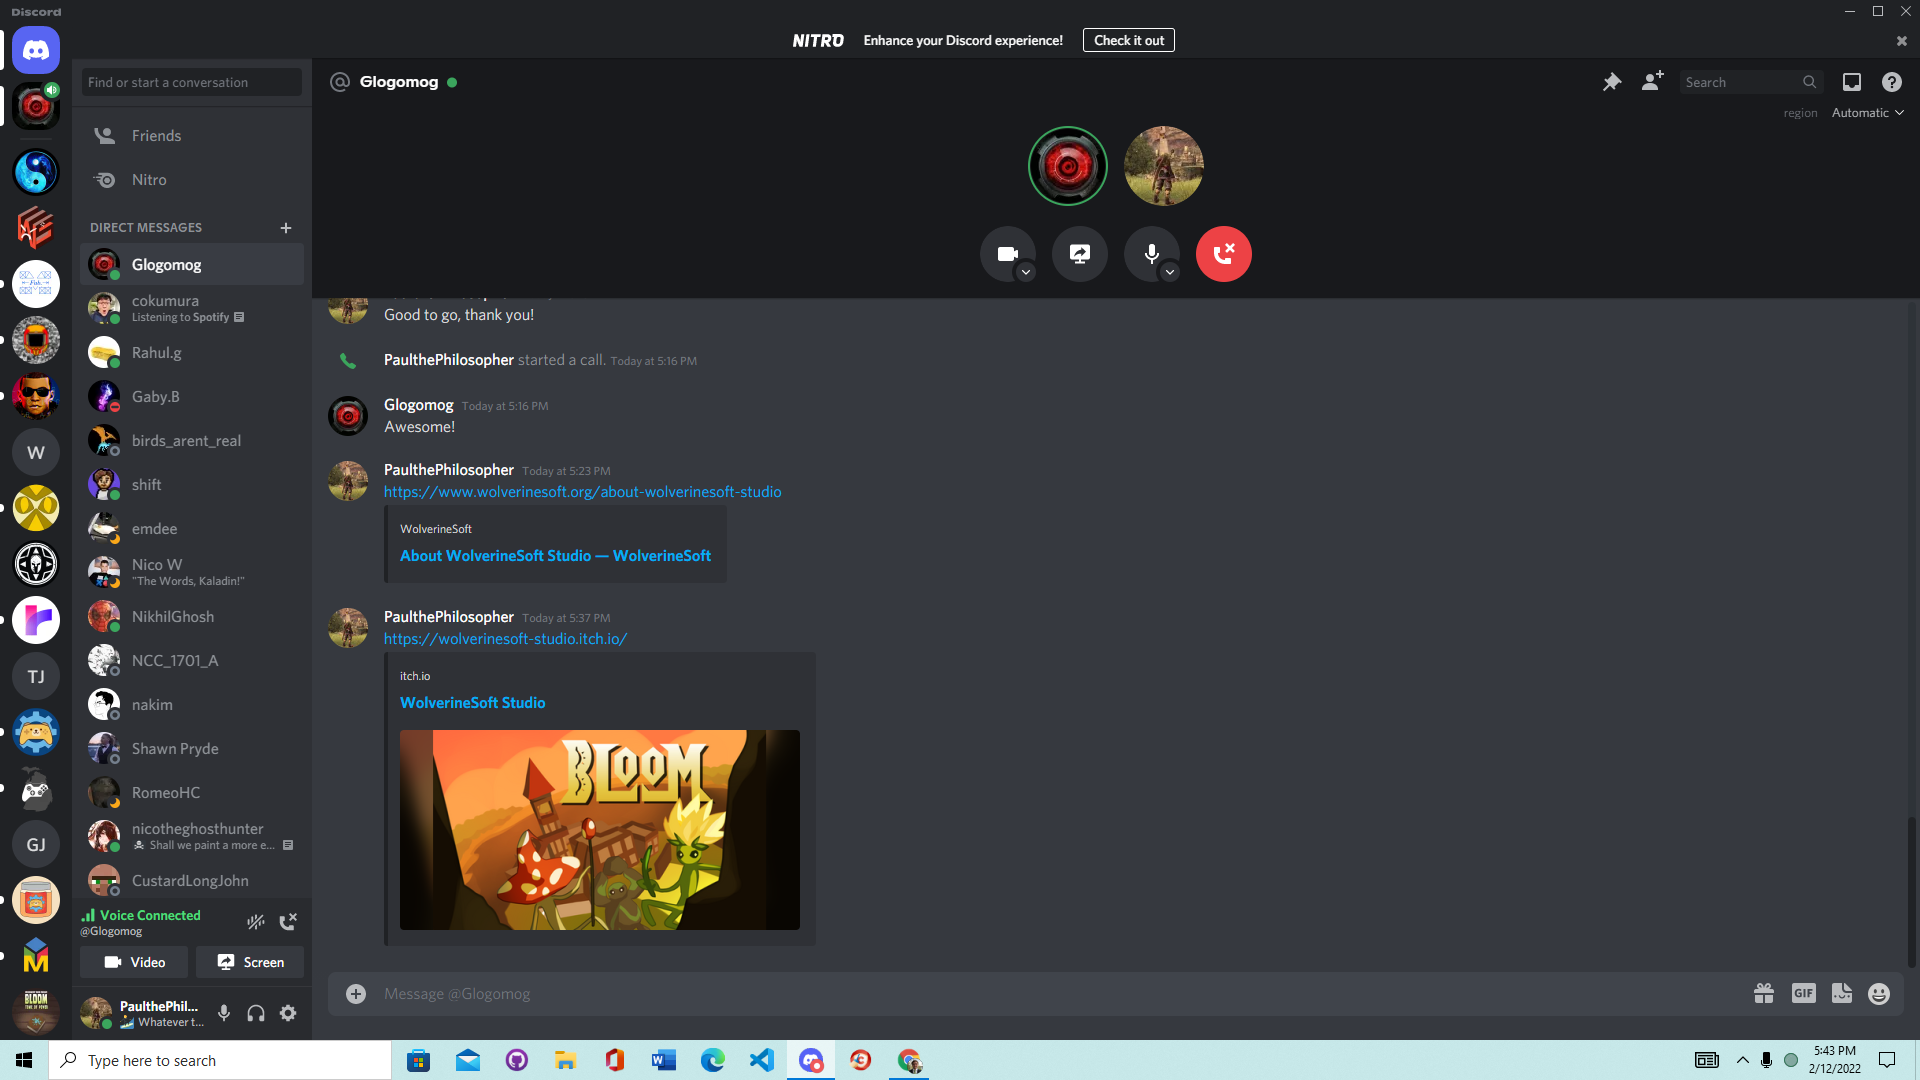 Discord
NITRO Enhance your Discord experience! Check it out
Find or start a conversation
Glogomog
Search
region Automatic
Friends
Nitro
DIRECT MESSAGES
Glogomog
cokumura
Listening to Spotify
Rahul.g
Gaby.B
birds_arent_real
shift
emdee
Nico W
"The Words, Kaladin!"
NikhilGhosh
NCC_1701_A
nakim
Shawn Pryde
RomeoHC
nicotheghosthunter
Shall we paint a more e...
CustardLongJohn
Voice Connected
@Glogomog
Video Screen
PaulthePhil...
Whatever t...
W
TJ
GJ
BLOOM
Good to go, thank you!
PaulthePhilosopher started a call. Today at 5:16 PM
Glogomog Today at 5:16 PM
Awesome!
PaulthePhilosopher Today at 5:23 PM
https://www.wolverinesoft.org/about-wolverinesoft-studio
WolverineSoft
About WolverineSoft Studio — WolverineSoft
PaulthePhilosopher Today at 5:37 PM
https://wolverinesoft-studio.itch.io/
itch.io
WolverineSoft Studio
BLOOM
Message @Glogomog
GIF
Type here to search
5:43 PM
2/12/2022